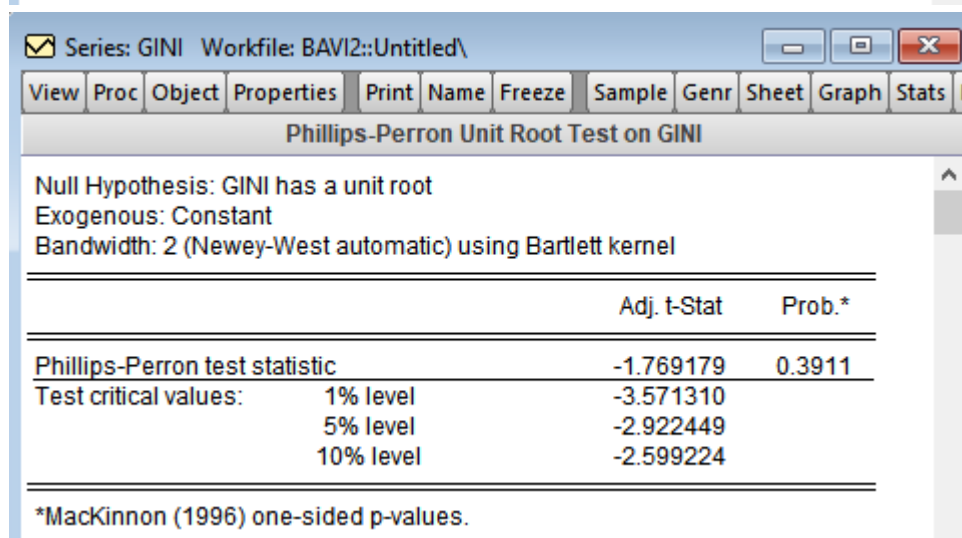 Series: GINI Workfile: BAVI2::Untitled\
View Proc Object Properties Print Name Freeze Sample Genr Sheet Graph Stats
Phillips-Perron Unit Root Test on GINI
Null Hypothesis: GINI has a unit root
Exogenous: Constant
Bandwidth: 2 (Newey-West automatic) using Bartlett kernel
Adj. t-Stat Prob.*
Phillips-Perron test statistic -1.769179 0.3911
Test critical values: 1% level -3.571310
5% level -2.922449
10% level -2.599224
*MacKinnon (1996) one-sided p-values.